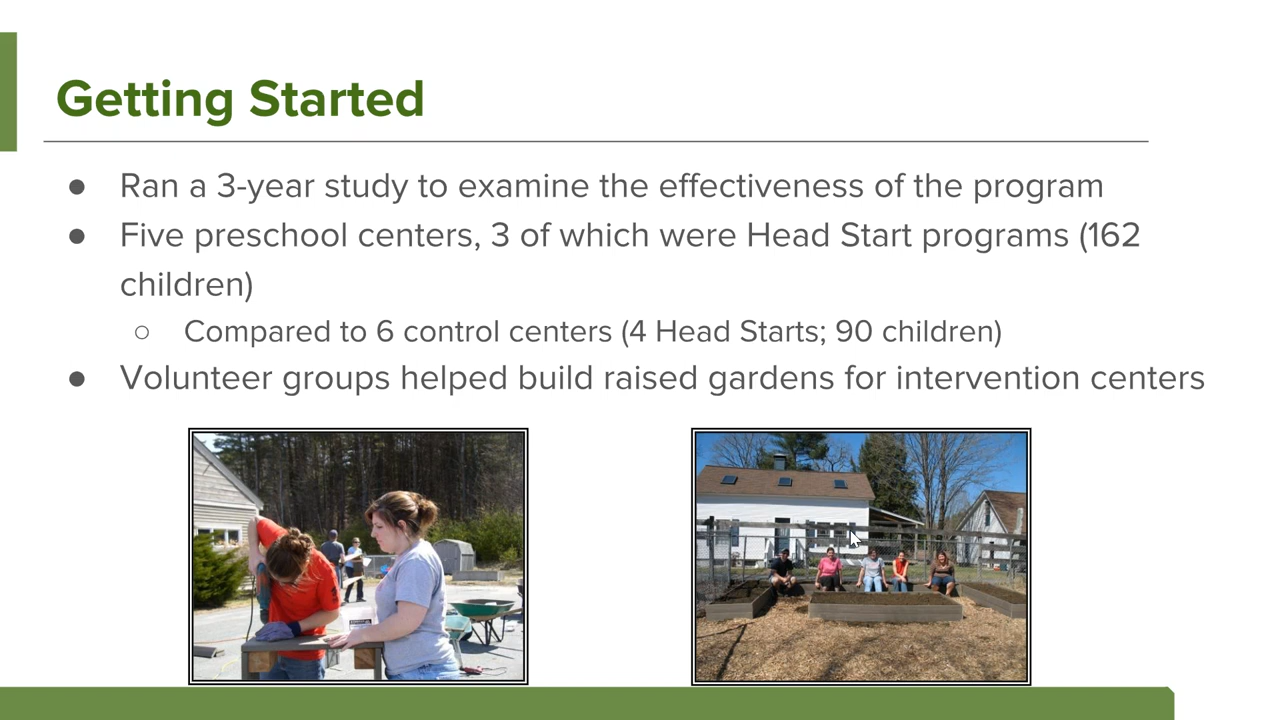 Getting Started
● Ran a 3-year study to examine the effectiveness of the program
● Five preschool centers, 3 of which were Head Start programs (162
children)
○ Compared to 6 control centers (4 Head Starts; 90 children)
● Volunteer groups helped build raised gardens for intervention centers